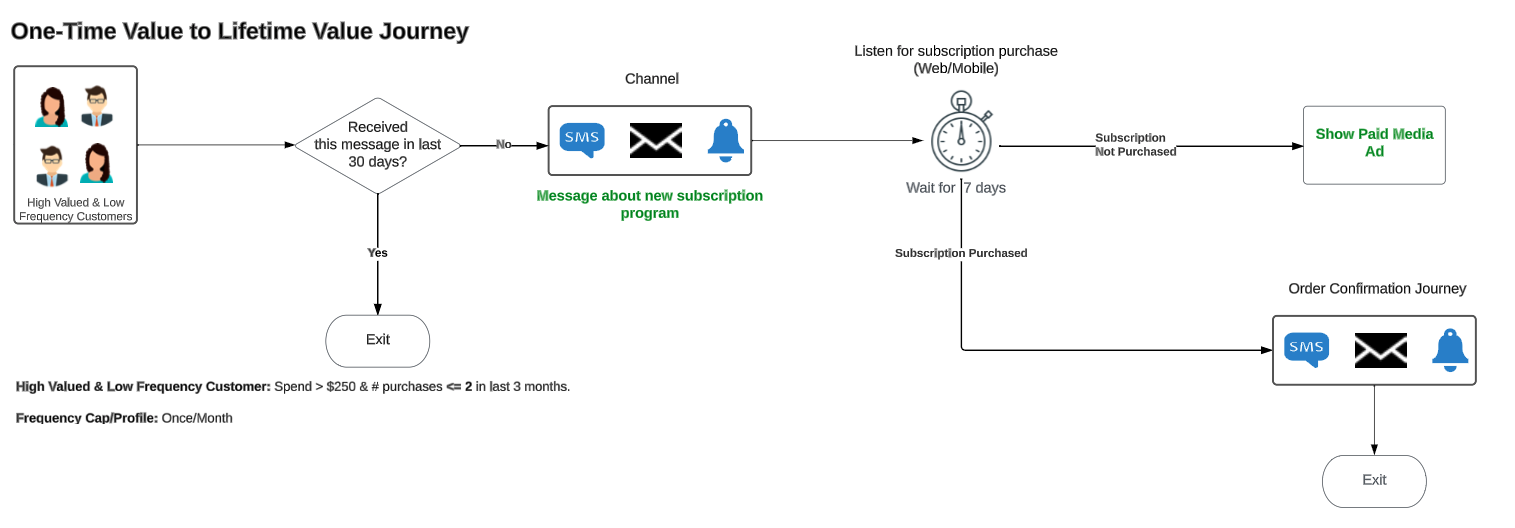 One-Time Value to Lifetime Value Journey
High Valued & Low
Frequency Customers
Received
this message in last
30 days?
No
Yes
Exit
Channel
SMS
Message about new subscription
program
Listen for subscription purchase
(Web/Mobile)
Wait for 7 days
Subscription
Not Purchased
Show Paid Media
Ad
Subscription Purchased
Order Confirmation Journey
SMS
Exit
High Valued & Low Frequency Customer: Spend > $250 & # purchases <= 2 in last 3 months.
Frequency Cap/Profile: Once/Month